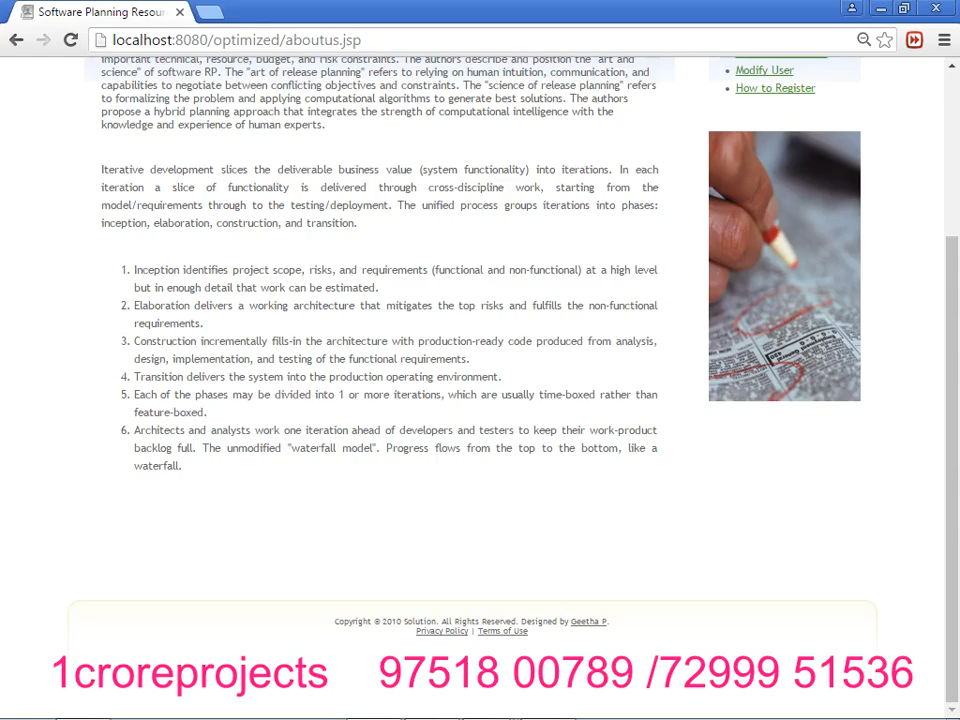 Software Planning Resour
localhost:8080/optimized/aboutus.jsp
important technical, resource, budget, and risk constraints. The authors describe and position the "art and
science" of software RP. The "art of release planning" refers to relying on human intuition, communication, and
capabilities to negotiate between conflicting objectives and constraints. The "science of release planning" refers
to formalizing the problem and applying computational algorithms to generate best solutions. The authors
propose a hybrid planning approach that integrates the strength of computational intelligence with the
knowledge and experience of human experts.
Iterative development slices the deliverable business value (system functionality) into iterations. In each
iteration a slice of functionality is delivered through cross-discipline work, starting from the
model/requirements through to the testing/deployment. The unified process groups iterations into phases:
inception, elaboration, construction, and transition.
1. Inception identifies project scope, risks, and requirements (functional and non-functional) at a high level
but in enough detail that work can be estimated.
2. Elaboration delivers a working architecture that mitigates the top risks and fulfills the non-functional
requirements.
3. Construction incrementally fills-in the architecture with production-ready code produced from analysis,
design, implementation, and testing of the functional requirements.
4. Transition delivers the system into the production operating environment.
5. Each of the phases may be divided into 1 or more iterations, which are usually time-boxed rather than
feature-boxed.
6. Architects and analysts work one iteration ahead of developers and testers to keep their work-product
backlog full. The unmodified "waterfall model". Progress flows from the top to the bottom, like a
waterfall.
• Modify User
• How to Register
Copyright © 2010 Solution. All Rights Reserved. Designed by Geetha P.
Privacy Policy | Terms of Use
1croreprojects 97518 00789 /72999 51536